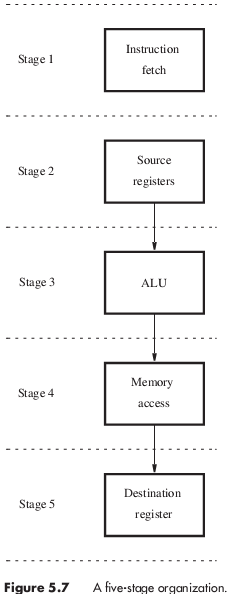 Stage 1
Instruction
fetch
Stage 2
Source
registers
Stage 3
ALU
Stage 4
Memory
access
Stage 5
Destination
register
Figure 5.7 A five-stage organization.